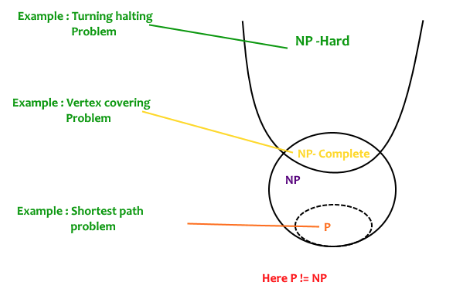 Example : Turning halting
Problem
NP -Hard
Example : Vertex covering
Problem
NP- Complete
NP
Example : Shortest path
problem
P
Here P != NP